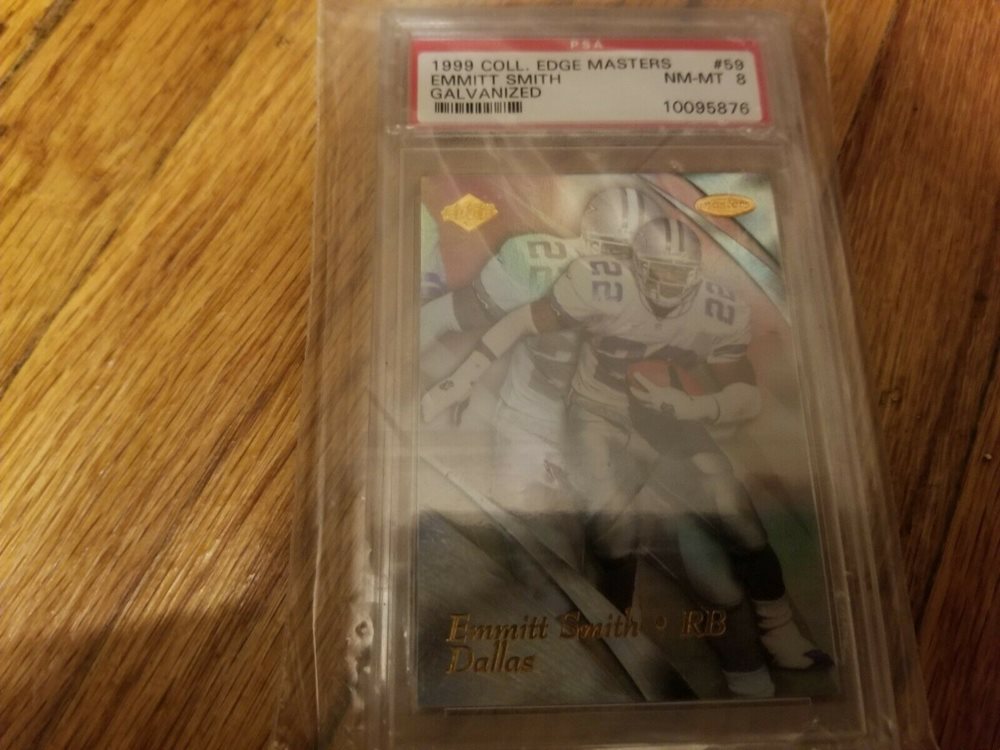 PSA
1999 COLL. EDGE MASTERS #59
EMMITT SMITH NM-MT 8
GALVANIZED
10095876
22
22
22
Emmitt Smith • RB
Dallas